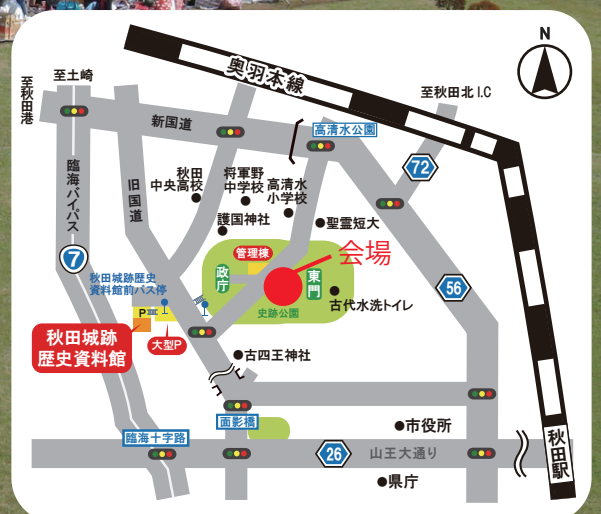 N
奥羽本線
至秋田北 I.C
至土崎
至秋田港
新国道
高清水公園
72
臨海バイパス
旧国道
秋田
中央高校
将軍野
中学校
高清水
小学校
護国神社
聖霊短大
7
管理棟
会場
政庁
東門
56
秋田城跡歴史
資料館前バス停
史跡公園
古代水洗トイレ
P
秋田城跡
歴史資料館
大型P
古四王神社
面影橋
臨海十字路
26
山王大通り
市役所
県庁
秋田駅